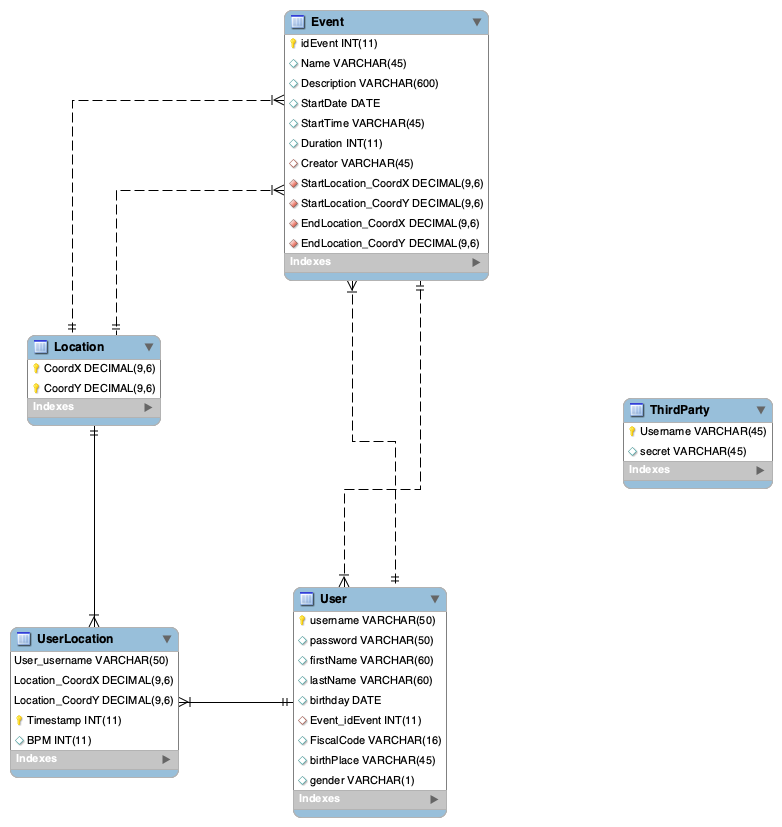 Event
idEvent INT(11)
Name VARCHAR(45)
Description VARCHAR(600)
StartDate DATE
StartTime VARCHAR(45)
Duration INT(11)
Creator VARCHAR(45)
StartLocation_CoordX DECIMAL(9,6)
StartLocation_CoordY DECIMAL(9,6)
EndLocation_CoordX DECIMAL(9,6)
EndLocation_CoordY DECIMAL(9,6)
Indexes
Location
CoordX DECIMAL(9,6)
CoordY DECIMAL(9,6)
Indexes
ThirdParty
Username VARCHAR(45)
secret VARCHAR(45)
Indexes
UserLocation
User_username VARCHAR(50)
Location_CoordX DECIMAL(9,6)
Location_CoordY DECIMAL(9,6)
Timestamp INT(11)
BPM INT(11)
Indexes
User
username VARCHAR(50)
password VARCHAR(50)
firstName VARCHAR(60)
lastName VARCHAR(60)
birthday DATE
Event_idEvent INT(11)
FiscalCode VARCHAR(16)
birthPlace VARCHAR(45)
gender VARCHAR(1)
Indexes